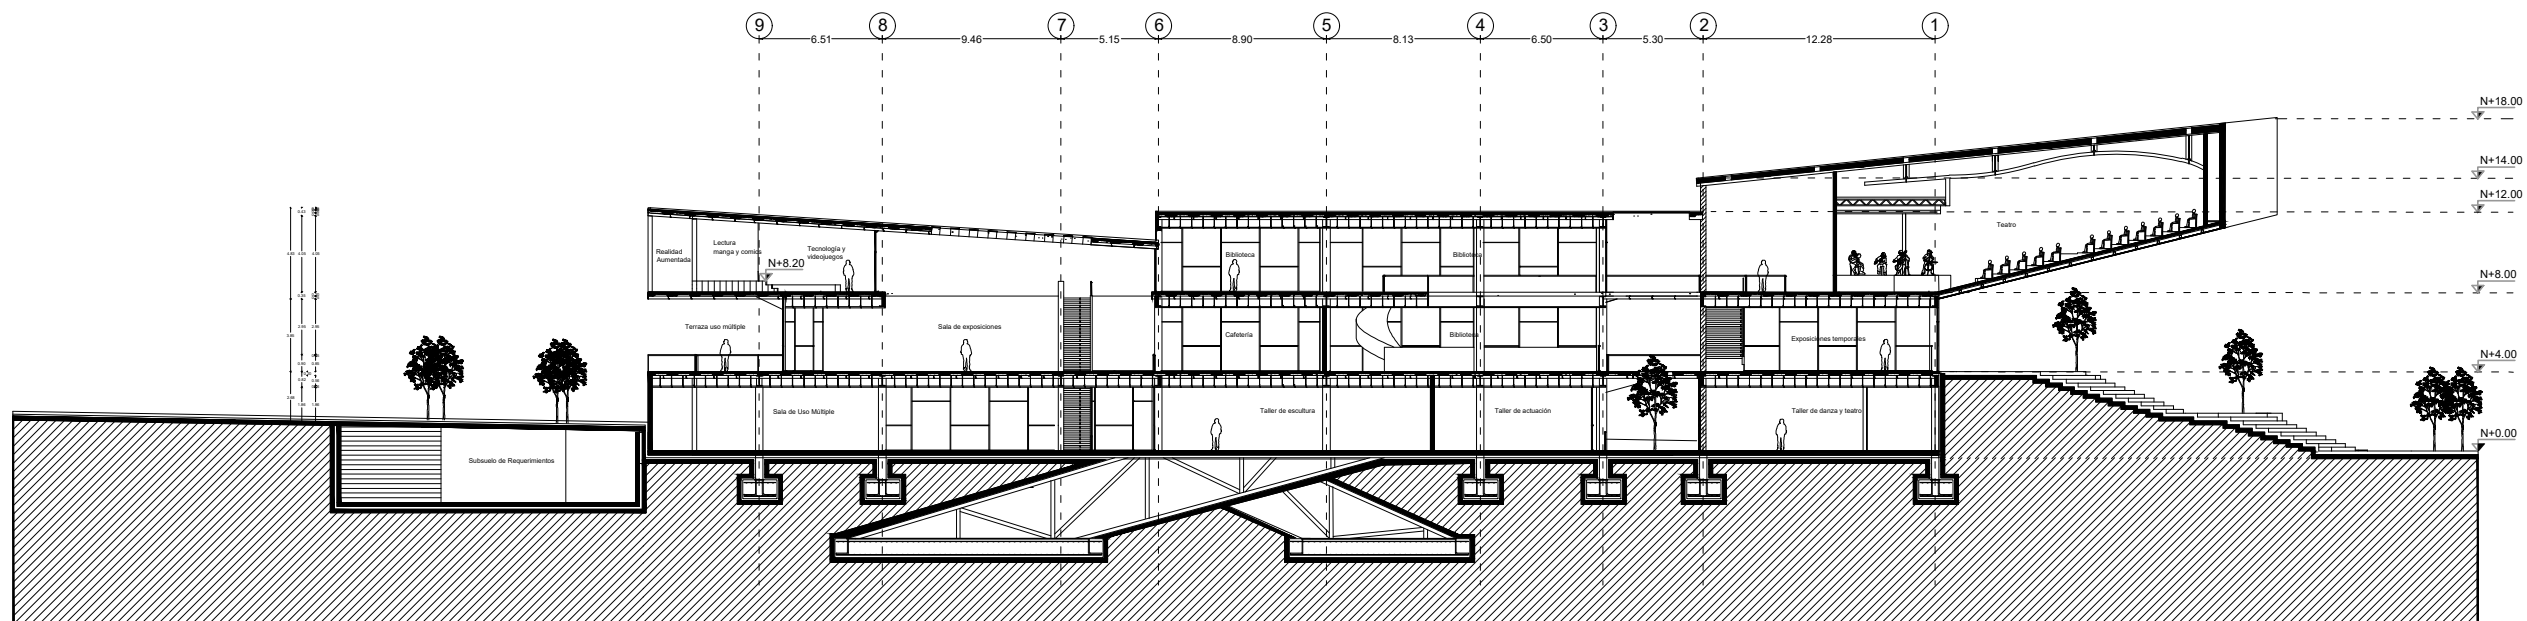 9 8 7 6 5 4 3 2 1
6.51 9.46 5.15 8.90 8.13 6.50 5.30 12.28
N+18.00
N+14.00
N+12.00
Teatro
Lectura
manga y comics
Tecnología y
videojuegos
Realidad
Aumentada
Biblioteca
Biblioteca
N+8.20
N+8.00
Terraza uso múltiple
Sala de exposiciones
Cafetería
Biblioteca
Exposiciones temporales
N+4.00
Sala de Uso Múltiple
Taller de escultura
Taller de actuación
Taller de danza y teatro
N+0.00
Subsuelo de Requerimientos